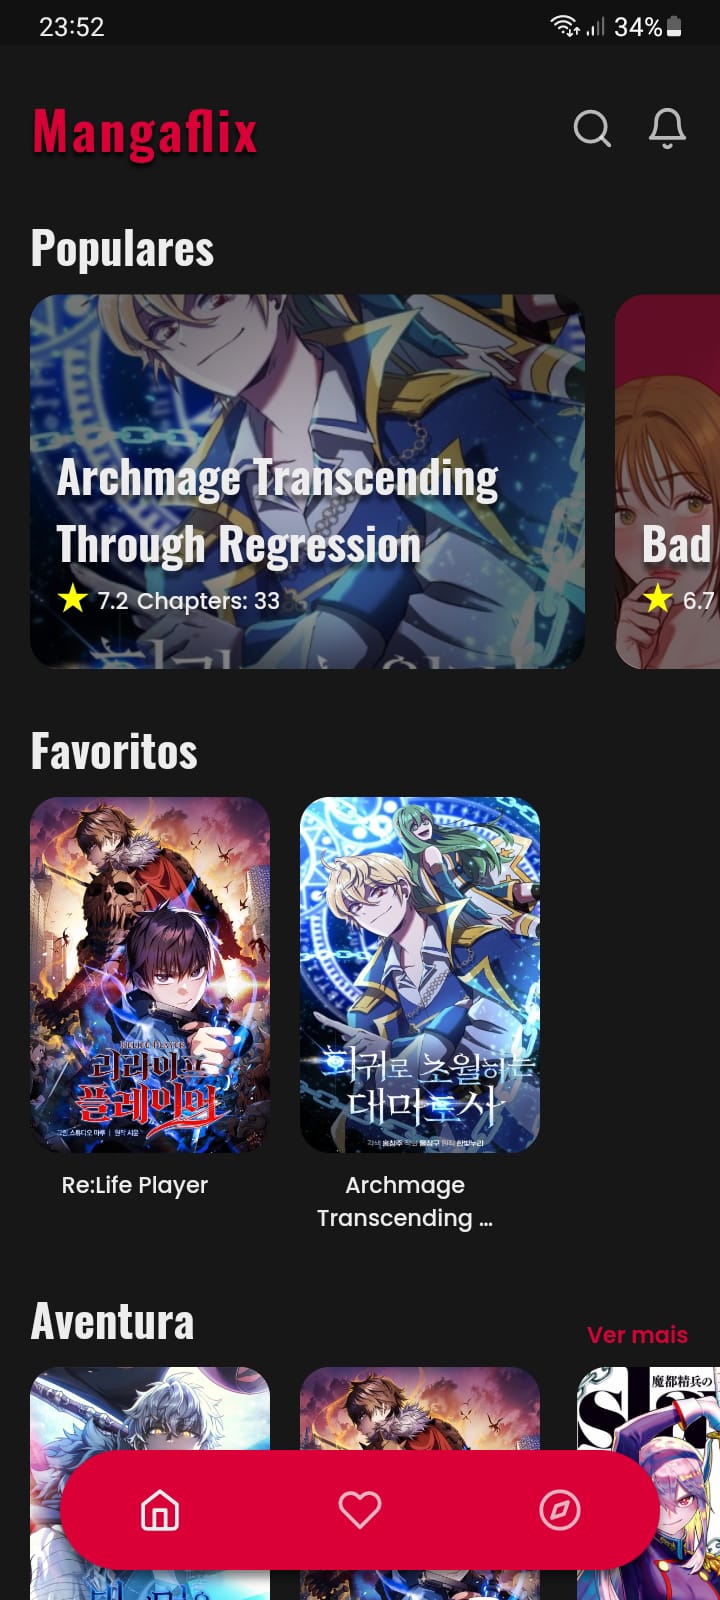 23:52
34%
Mangaflix
Populares
Archmage Transcending
Through Regression
7.2 Chapters: 33
Bad
6.7
Favoritos
리라이프
플레이어
회귀로 초월하는
대마도사
Re:Life Player
Archmage
Transcending ...
Aventura
Ver mais
魔都精兵の